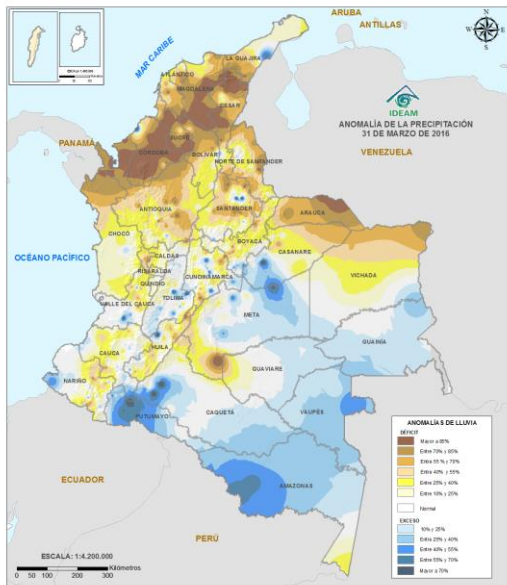 ARUBA
ANTILLAS
MAR CARIBE
LA GUAJIRA
ATLÁNTICO
MAGDALENA
CESAR
IDEAM
ANOMALÍA DE LA PRECIPITACIÓN
31 DE MARZO DE 2016
PANAMÁ
VENEZUELA
SUCRE
CÓRDOBA
BOLÍVAR
NORTE DE SANTANDER
ANTIOQUIA
SANTANDER
ARAUCA
CHOCÓ
BOYACÁ
CASANARE
OCÉANO PACÍFICO
CALDAS
RISARALDA
CUNDINAMARCA
VICHADA
QUINDÍO
TOLIMA
VALLE DEL CAUCA
META
GUAINÍA
CAUCA
HUILA
GUAVIARE
NARIÑO
PUTUMAYO
CAQUETÁ
VAUPÉS
AMAZONAS
ECUADOR
PERÚ
ANOMALÍAS DE LLUVIA
DÉFICIT
Mayor a 85%
Entre 70% y 85%
Entre 55 % y 70%
Entre 40% y 55%
Entre 25% y 40%
Entre 10% y 25%
Normal
EXCESO
10% y 25%
Entre 25% y 40%
Entre 40% y 55%
Entre 55% y 70%
Mayor a 70%
ESCALA: 1:4.200.000
0 50 100 200 300
Kilómetros